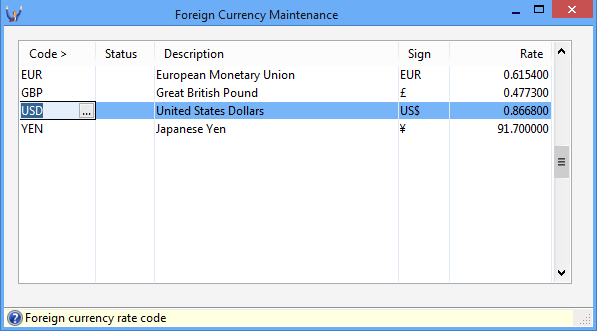 Foreign Currency Maintenance
Code > Status Description Sign Rate
EUR European Monetary Union EUR 0.615400
GBP Great British Pound £ 0.477300
USD ... United States Dollars US$ 0.866800
YEN Japanese Yen ¥ 91.700000
Foreign currency rate code